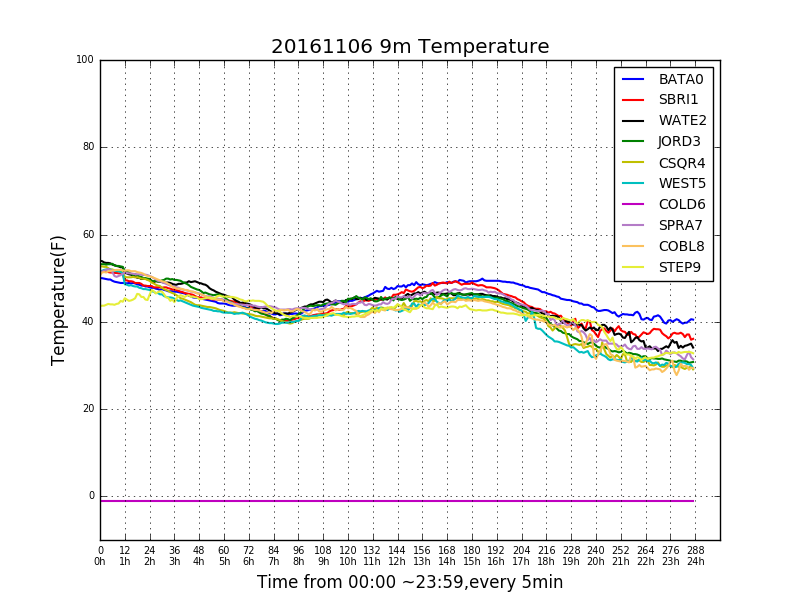 20161106 9m Temperature
100
80
60
40
20
0
Temperature(F)
BATA0
SBRI1
WATE2
JORD3
CSQR4
WEST5
COLD6
SPRA7
COBL8
STEP9
0 12 24 36 48 60 72 84 96 108 120 132 144 156 168 180 192 204 216 228 240 252 264 276 288
0h 1h 2h 3h 4h 5h 6h 7h 8h 9h 10h 11h 12h 13h 14h 15h 16h 17h 18h 19h 20h 21h 22h 23h 24h
Time from 00:00 ~23:59,every 5min